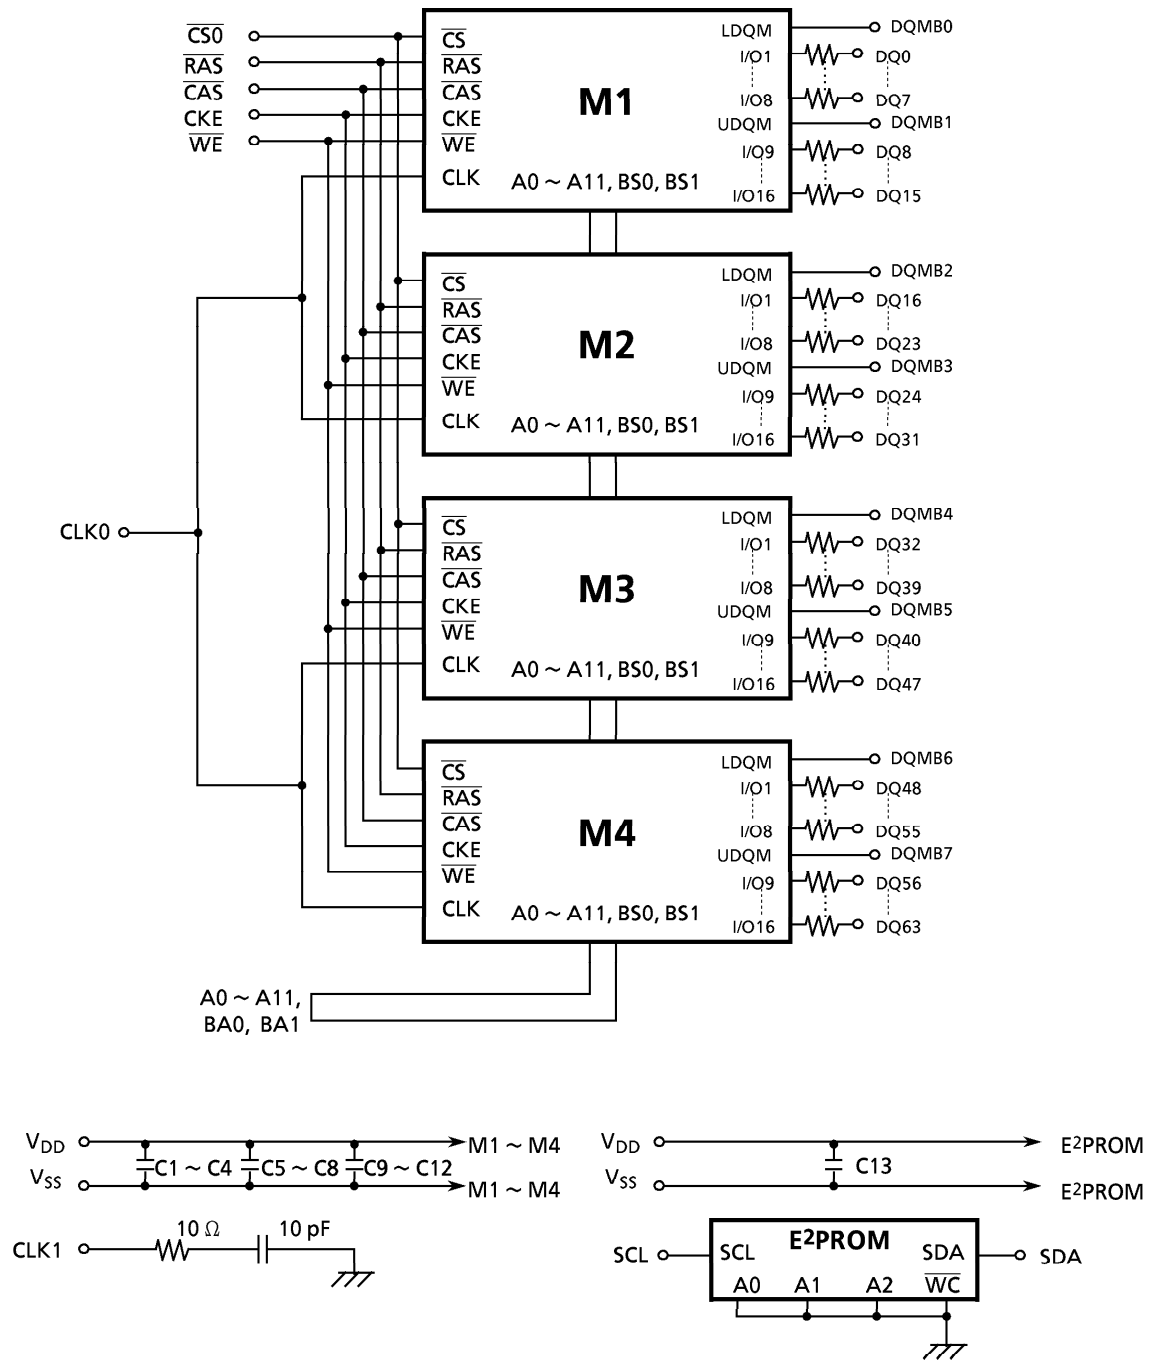 CS0
RAS
CAS
CKE
WE
CS
RAS
CAS
CKE
WE
CLK
M1
A0 ~ A11, BS0, BS1
LDQM
I/O1
I/O8
UDQM
I/O9
I/O16
DQMB0
DQ0
DQ7
DQMB1
DQ8
DQ15
CS
RAS
CAS
CKE
WE
CLK
M2
A0 ~ A11, BS0, BS1
LDQM
I/O1
I/O8
UDQM
I/O9
I/O16
DQMB2
DQ16
DQ23
DQMB3
DQ24
DQ31
CLK0
CS
RAS
CAS
CKE
WE
CLK
M3
A0 ~ A11, BS0, BS1
LDQM
I/O1
I/O8
UDQM
I/O9
I/O16
DQMB4
DQ32
DQ39
DQMB5
DQ40
DQ47
CS
RAS
CAS
CKE
WE
CLK
M4
A0 ~ A11, BS0, BS1
LDQM
I/O1
I/O8
UDQM
I/O9
I/O16
DQMB6
DQ48
DQ55
DQMB7
DQ56
DQ63
A0 ~ A11,
BA0, BA1
VDD
M1 ~ M4
C1 ~ C4
C5 ~ C8
C9 ~ C12
VSS
M1 ~ M4
CLK1
10 Ω
10 pF
VDD
E2PROM
C13
VSS
E2PROM
E2PROM
SCL
SCL
SDA
SDA
A0
A1
A2
WC